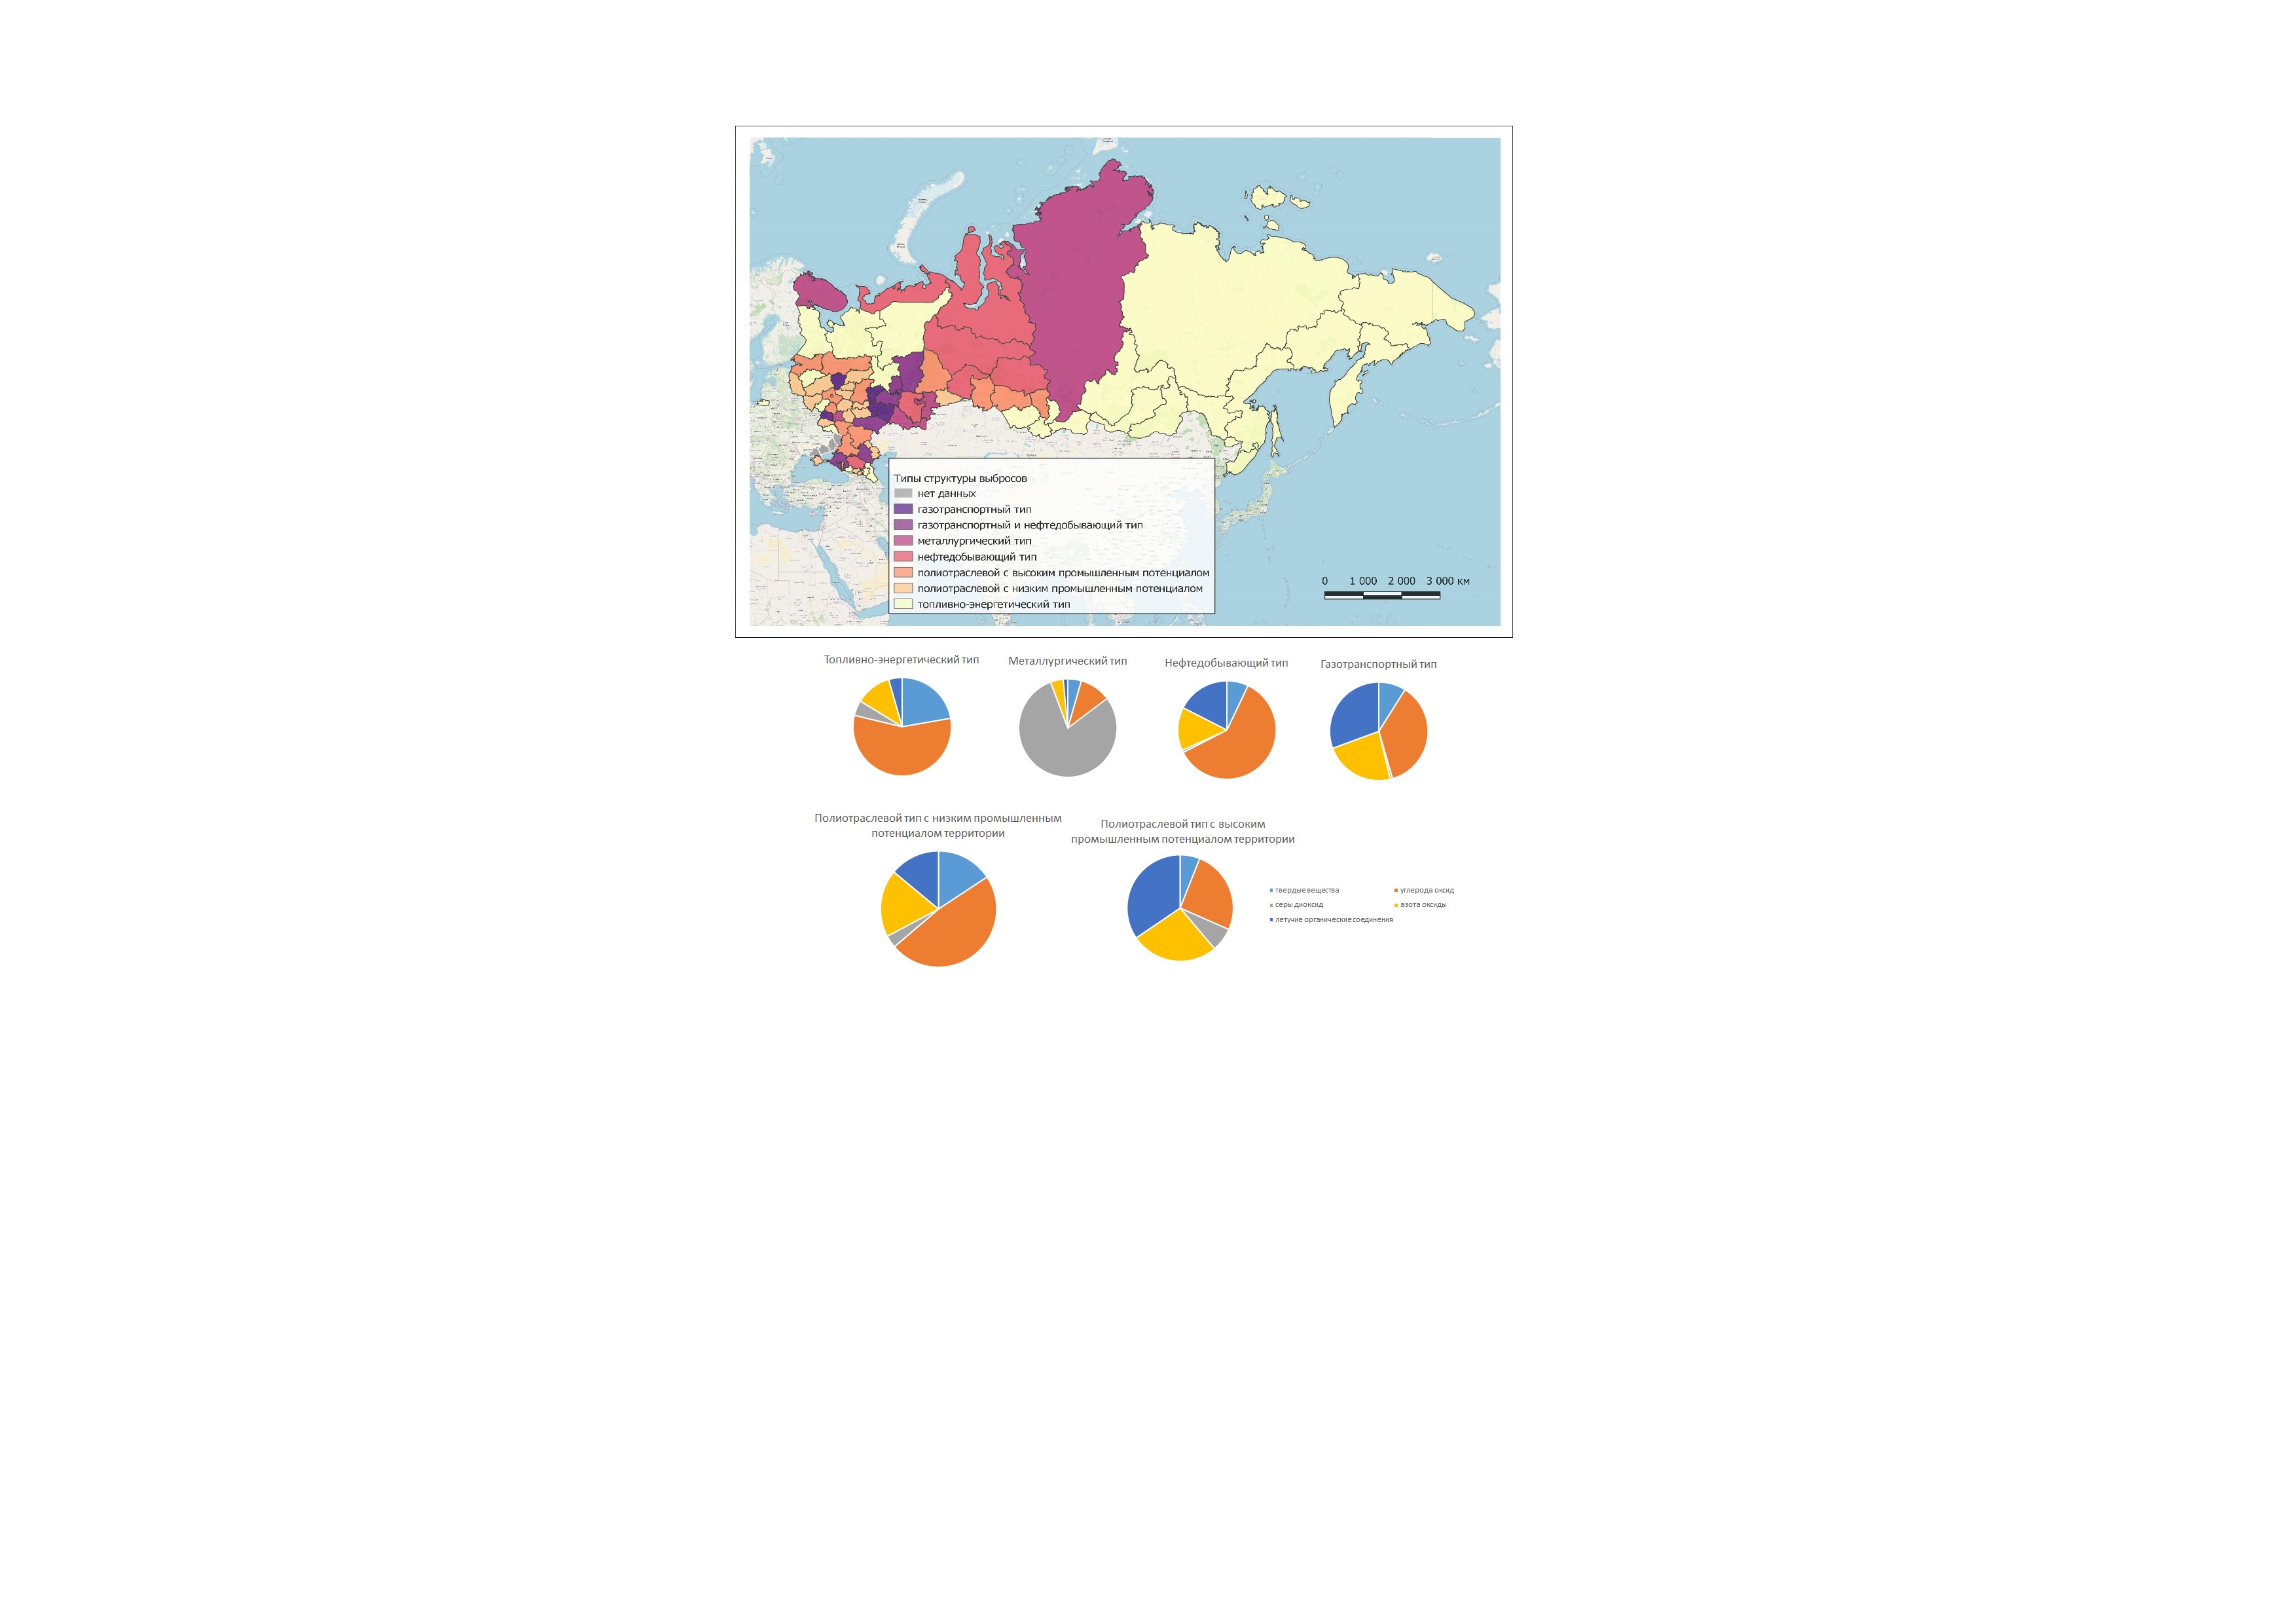 Типы структуры выбросов
нет данных
газотранспортный тип
газотранспортный и нефтедобывающий тип
металлургический тип
нефтедобывающий тип
полиотраслевой с высоким промышленным потенциалом
полиотраслевой с низким промышленным потенциалом
топливно-энергетический тип
0 1 000 2 000 3 000 км
Топливно-энергетический тип
Металлургический тип
Нефтедобывающий тип
Газотранспортный тип
Полиотраслевой тип с низким промышленным
потенциалом территории
Полиотраслевой тип с высоким
промышленным потенциалом территории
твердые вещества
углерода оксид
серы диоксид
азота оксиды
летучие органические соединения